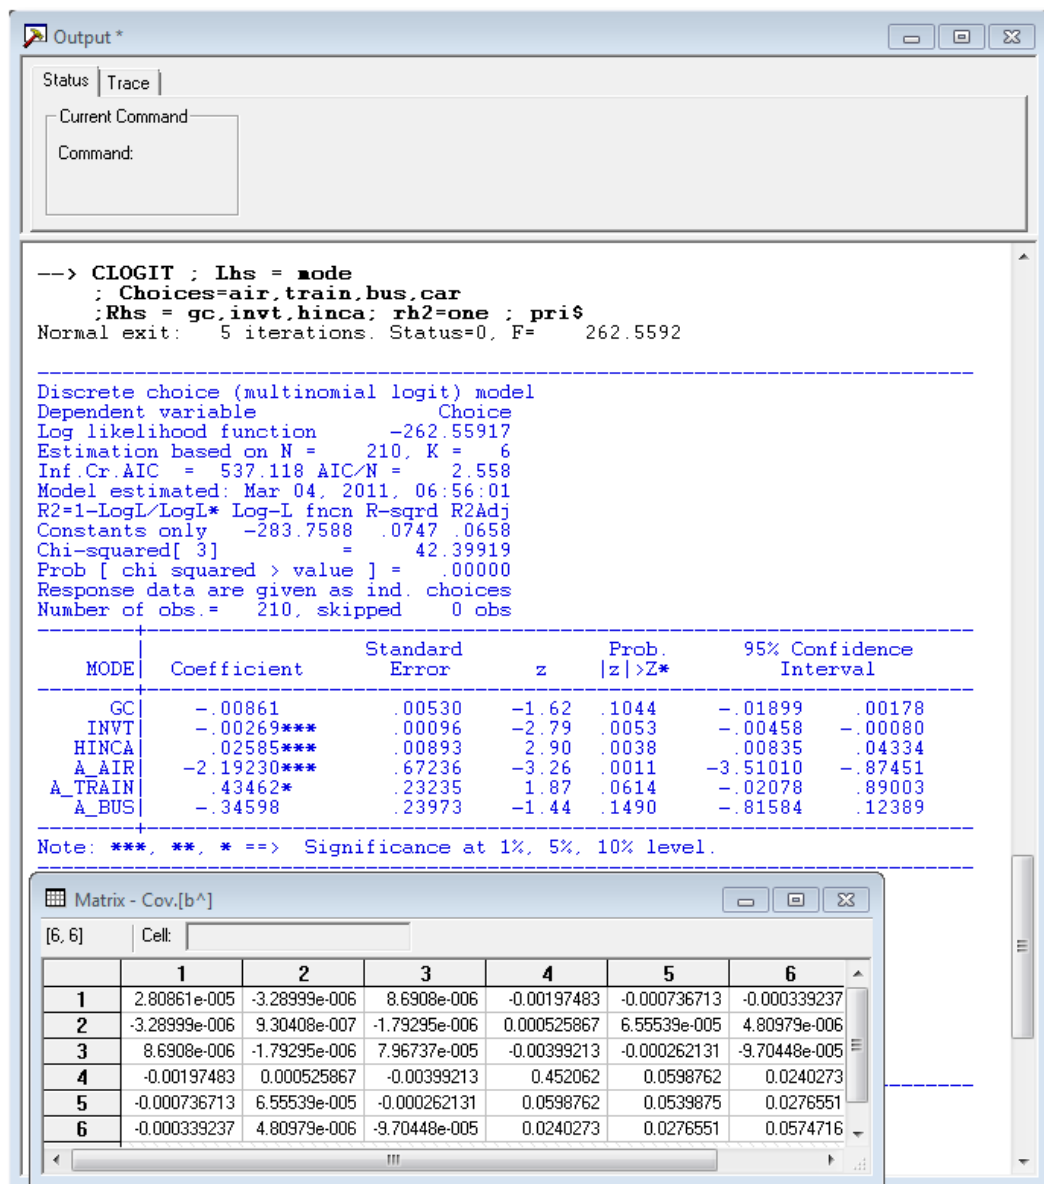 Output *
Status Trace
Current Command
Command:
--> CLOGIT ; Lhs = mode
; Choices=air,train,bus,car
;Rhs = gc,invt,hinca; rh2=one ; pri$
Normal exit: 5 iterations. Status=0, F= 262.5592
Discrete choice (multinomial logit) model
Dependent variable Choice
Log likelihood function -262.55917
Estimation based on N = 210, K = 6
Inf.Cr.AIC = 537.118 AIC/N = 2.558
Model estimated: Mar 04, 2011, 06:56:01
R2=1-LogL/LogL* Log-L fncn R-sqrd R2Adj
Constants only -283.7588 .0747 .0658
Chi-squared[ 3] = 42.39919
Prob [ chi squared > value ] = .00000
Response data are given as ind. choices
Number of obs.= 210, skipped 0 obs
Standard Prob. 95% Confidence
MODE| Coefficient Error z |z|>Z* Interval
GC| -.00861 .00530 -1.62 .1044 -.01899 .00178
INVT| -.00269*** .00096 -2.79 .0053 -.00458 -.00080
HINCA| .02585*** .00893 2.90 .0038 .00835 .04334
A_AIR| -2.19230*** .67236 -3.26 .0011 -3.51010 -.87451
A_TRAIN| .43462* .23235 1.87 .0614 -.02078 .89003
A_BUS| -.34598 .23973 -1.44 .1490 -.81584 .12389
Note: ***, **, * ==> Significance at 1%, 5%, 10% level.
Matrix - Cov.[b^]
[6, 6] Cell:
1 2 3 4 5 6
1 2.80861e-005 -3.28999e-006 8.6908e-006 -0.00197483 -0.000736713 -0.000339237
2 -3.28999e-006 9.30408e-007 -1.79295e-006 0.000525867 6.55539e-005 4.80979e-006
3 8.6908e-006 -1.79295e-006 7.96737e-005 -0.00399213 -0.000262131 -9.70448e-005
4 -0.00197483 0.000525867 -0.00399213 0.452062 0.0598762 0.0240273
5 -0.000736713 6.55539e-005 -0.000262131 0.0598762 0.0539875 0.0276551
6 -0.000339237 4.80979e-006 -9.70448e-005 0.0240273 0.0276551 0.0574716